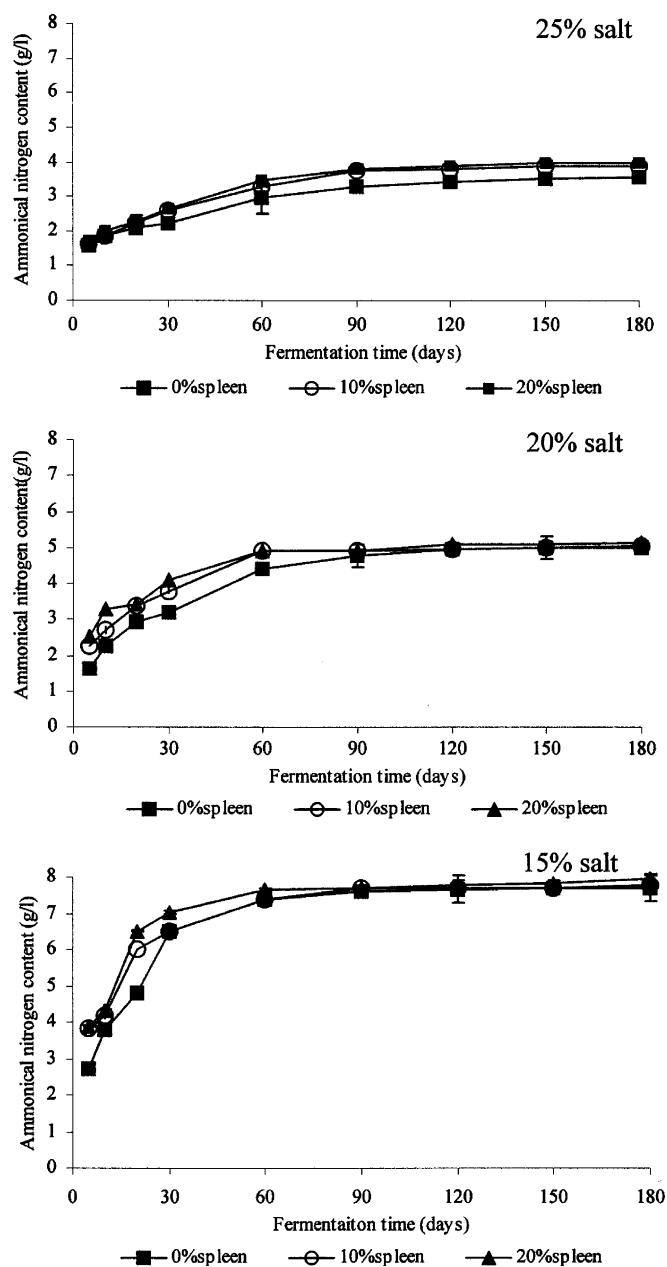 25% salt
Ammonical nitrogen content (g/l)
8
7
6
5
4
3
2
1
0
0 30 60 90 120 150 180
Fermentation time (days)
0%spleen 10%spleen 20%spleen
20% salt
Ammonical nitrogen content(g/l)
8
7
6
5
4
3
2
1
0
0 30 60 90 120 150 180
Fermentation time (days)
0%spleen 10%spleen 20%spleen
15% salt
Ammonical nitrogen content (g/l)
8
7
6
5
4
3
2
1
0
0 30 60 90 120 150 180
Fermentaiton time (days)
0%spleen 10%spleen 20%spleen